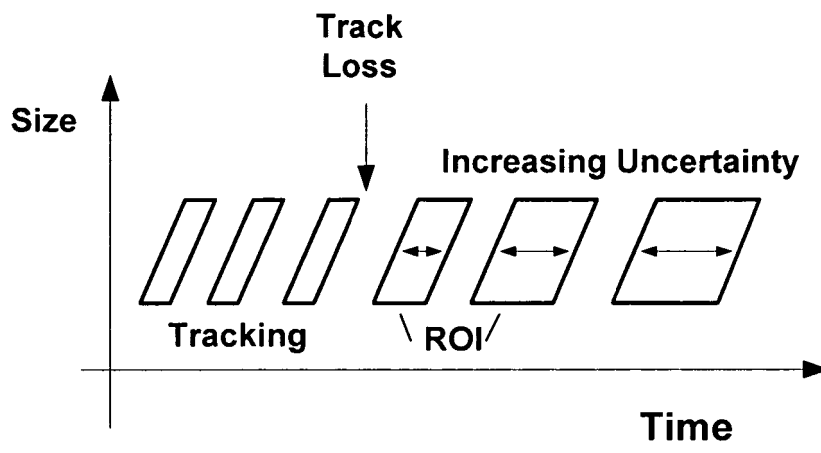 Track
Loss
Size
Increasing Uncertainty
Tracking
ROI
Time